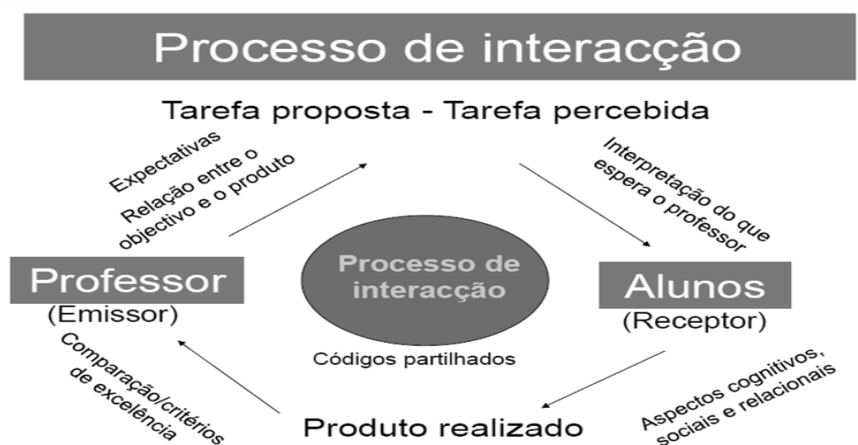 Processo de interacção
Tarefa proposta - Tarefa percebida
Expectativas
Relação entre o
objectivo e o produto
Interpretação do que
espera o professor
Processo de
interacção
Professor
(Emissor)
Alunos
(Receptor)
Códigos partilhados
Comparação/critérios
de excelência
Produto realizado
Aspectos cognitivos,
sociais e relacionais